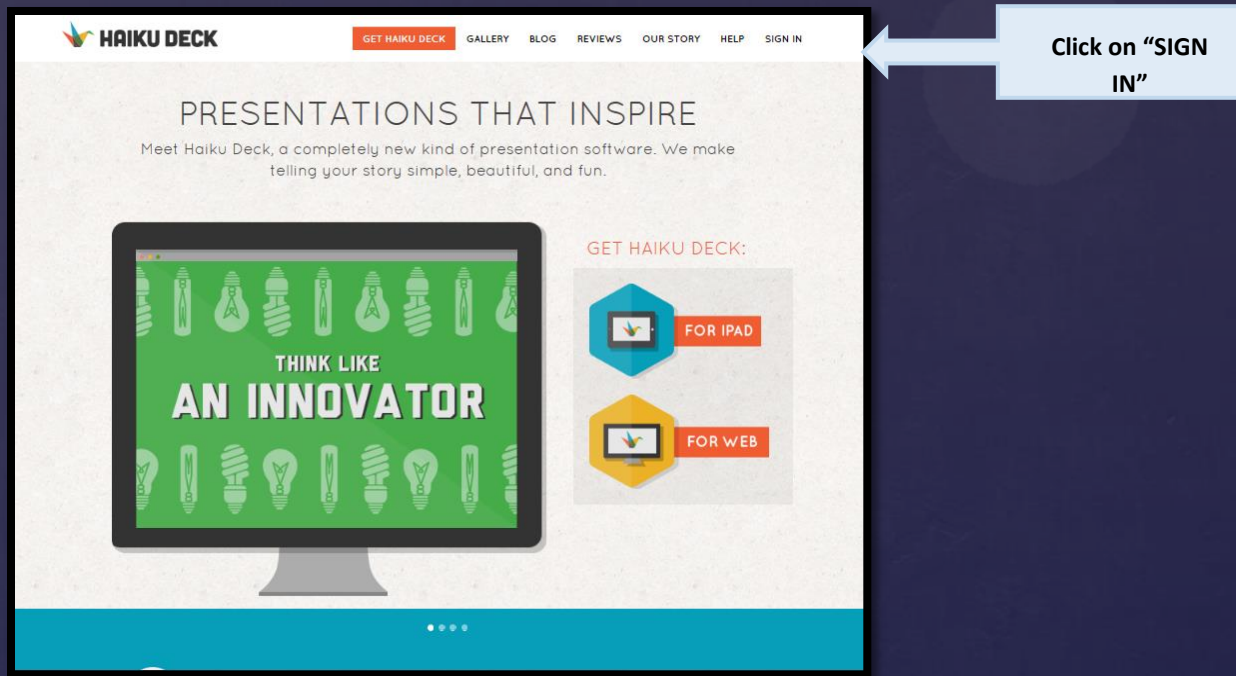 HAIKU DECK
GET HAIKU DECK GALLERY BLOG REVIEWS OUR STORY HELP SIGN IN
Click on “SIGN
IN”
PRESENTATIONS THAT INSPIRE
Meet Haiku Deck, a completely new kind of presentation software. We make
telling your story simple, beautiful, and fun.
THINK LIKE
AN INNOVATOR
GET HAIKU DECK:
FOR IPAD
FOR WEB